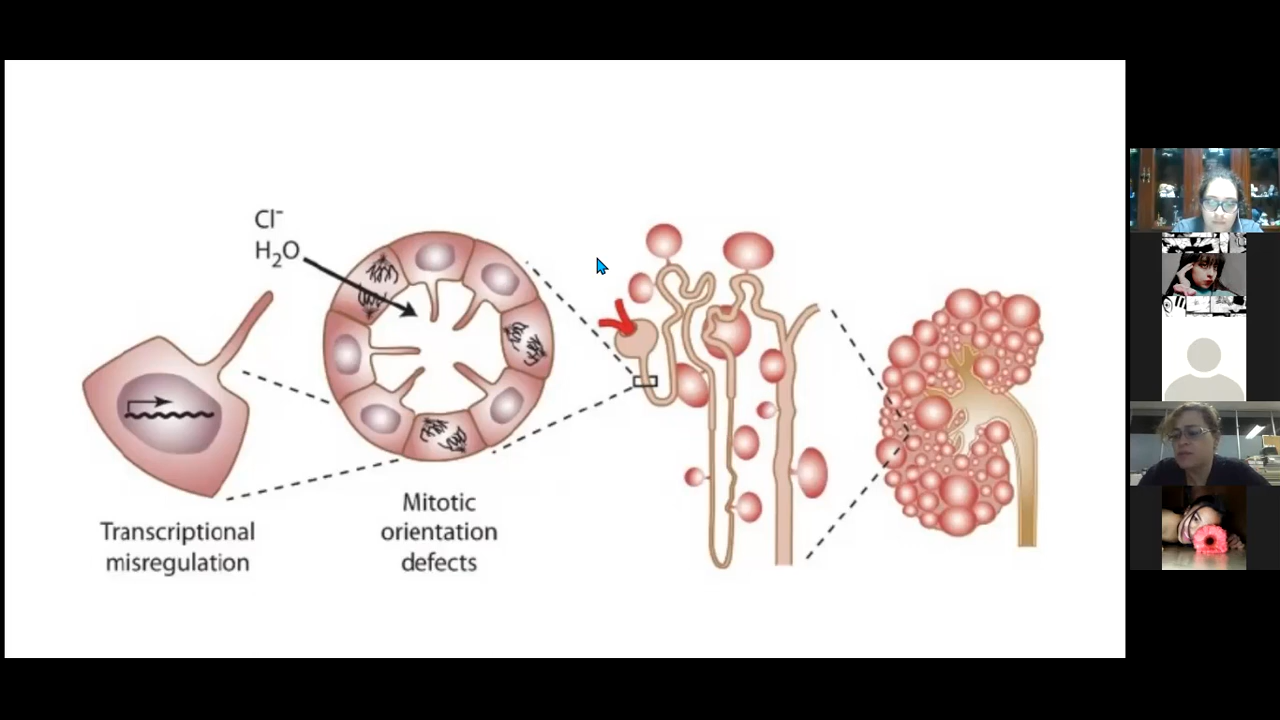 Cl⁻
H₂O
Transcriptional
misregulation
Mitotic
orientation
defects